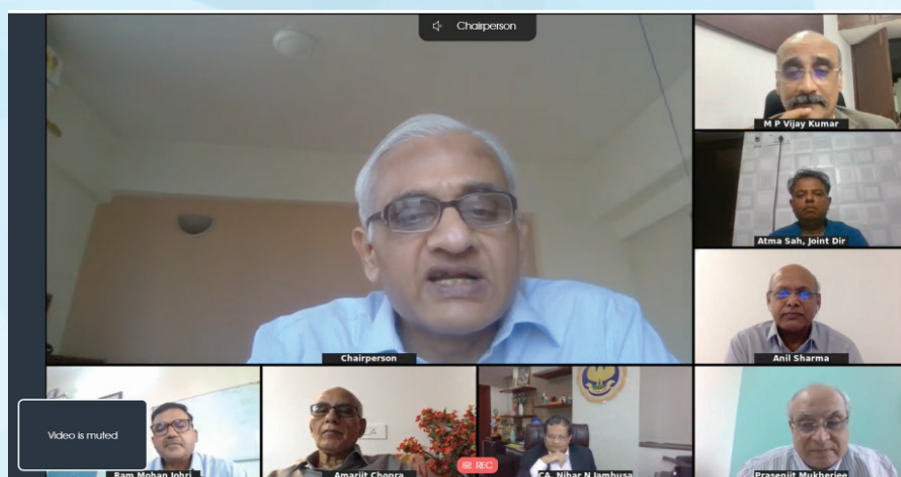 Chairperson
M P Vijay Kumar
Atma Sah, Joint Dir
Chairperson
Anil Sharma
Video is muted
Ram Mohan Johri
Amarjit Chopra
REC
CA. Nihar N Jambusa
Prasenjit Mukherjee